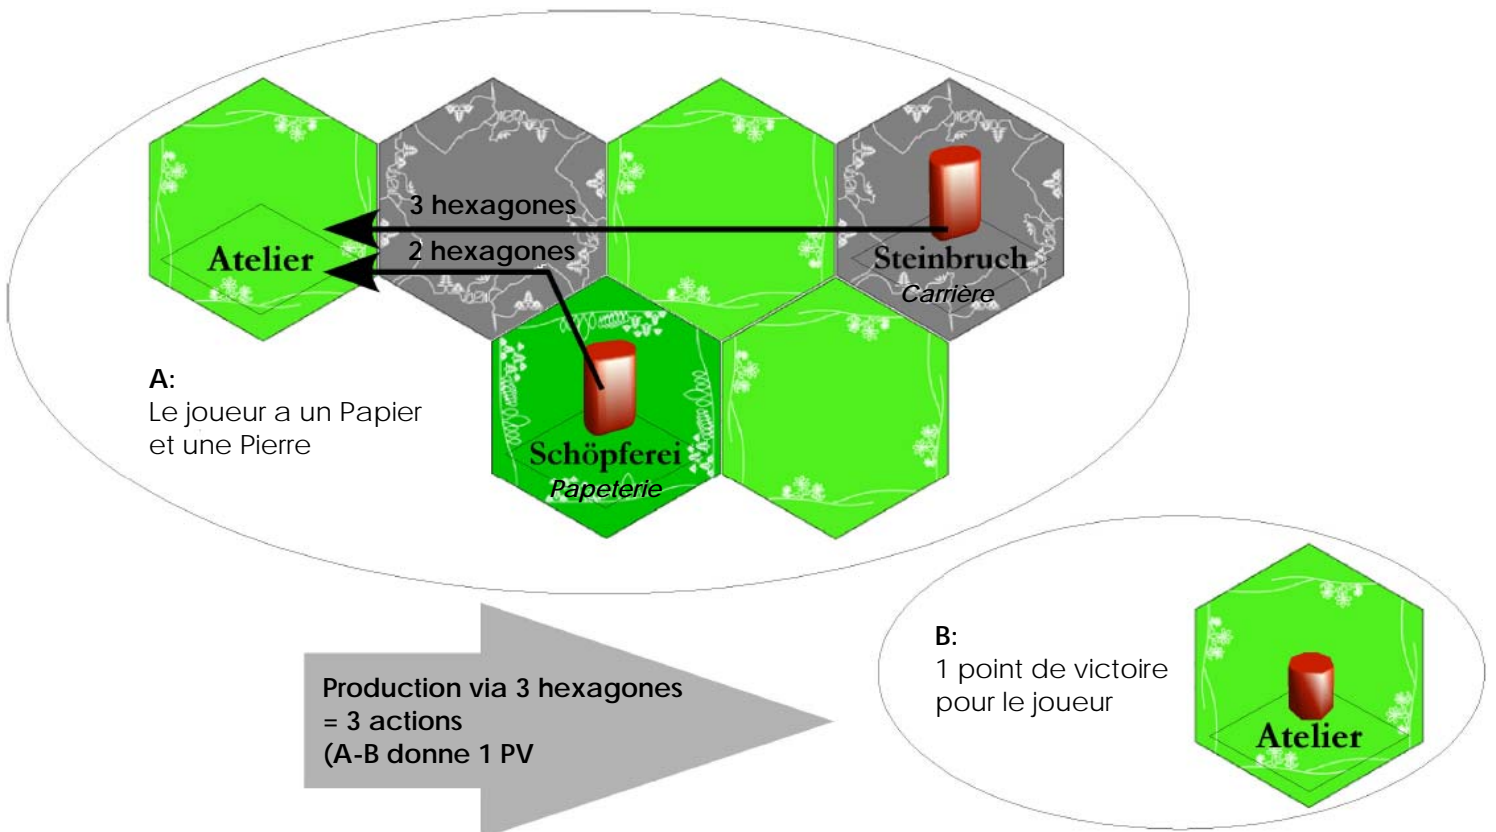 3 hexagones
2 hexagones
Atelier
Steinbruch
Carrière
A:
Le joueur a un Papier
et une Pierre
Schöpferei
Papeterie
Production via 3 hexagones
= 3 actions
(A-B donne 1 PV
B:
1 point de victoire
pour le joueur
Atelier